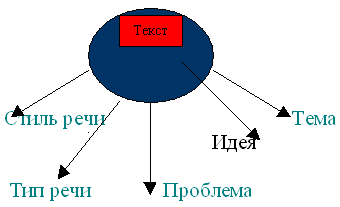 Текст
Стиль речи
Тема
Идея
Тип речи
Проблема